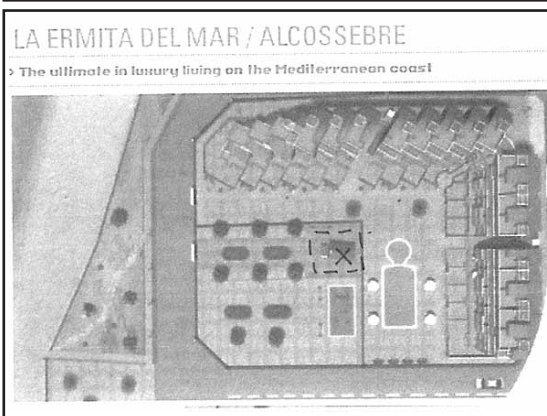 LA ERMITA DEL MAR / ALCOSSEBRE
> The ultimate in luxury living on the Mediterranean coast